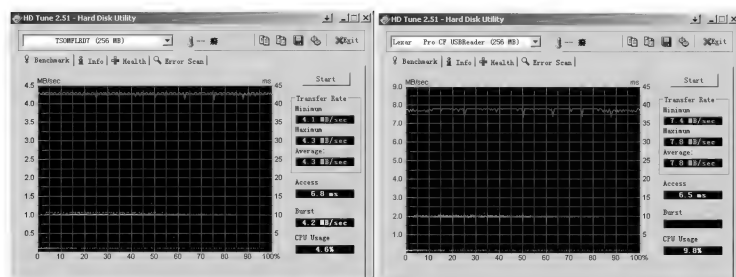 HD Tune 2.51 - Hard Disk Utility
(256 MB)
Exit
Benchmark Info Health Error Scan
MB/sec ms
Start
4.5 45
4.0 40
3.5 35
3.0 30
2.5 25
2.0 20
1.5 15
1.0 10
0.5 5
0 10 20 30 40 50 60 70 80 90 100%
Transfer Rate
Minimum
4.1 MB/sec
Maximum
4.3 MB/sec
Average:
4.3 MB/sec
Access
6.8 ms
Burst
4.2 MB/sec
CPU Usage
4.6%
HD Tune 2.51 - Hard Disk Utility
Lexar Pro CF USBReader (256 MB)
Exit
Benchmark Info Health Error Scan
MB/sec ms
Start
9.0 45
8.0 40
7.0 35
6.0 30
5.0 25
4.0 20
3.0 15
2.0 10
1.0 5
0 10 20 30 40 50 60 70 80 90 100%
Transfer Rate
Minimum
7.4 MB/sec
Maximum
7.8 MB/sec
Average:
7.8 MB/sec
Access
6.5 ms
Burst
CPU Usage
9.8%